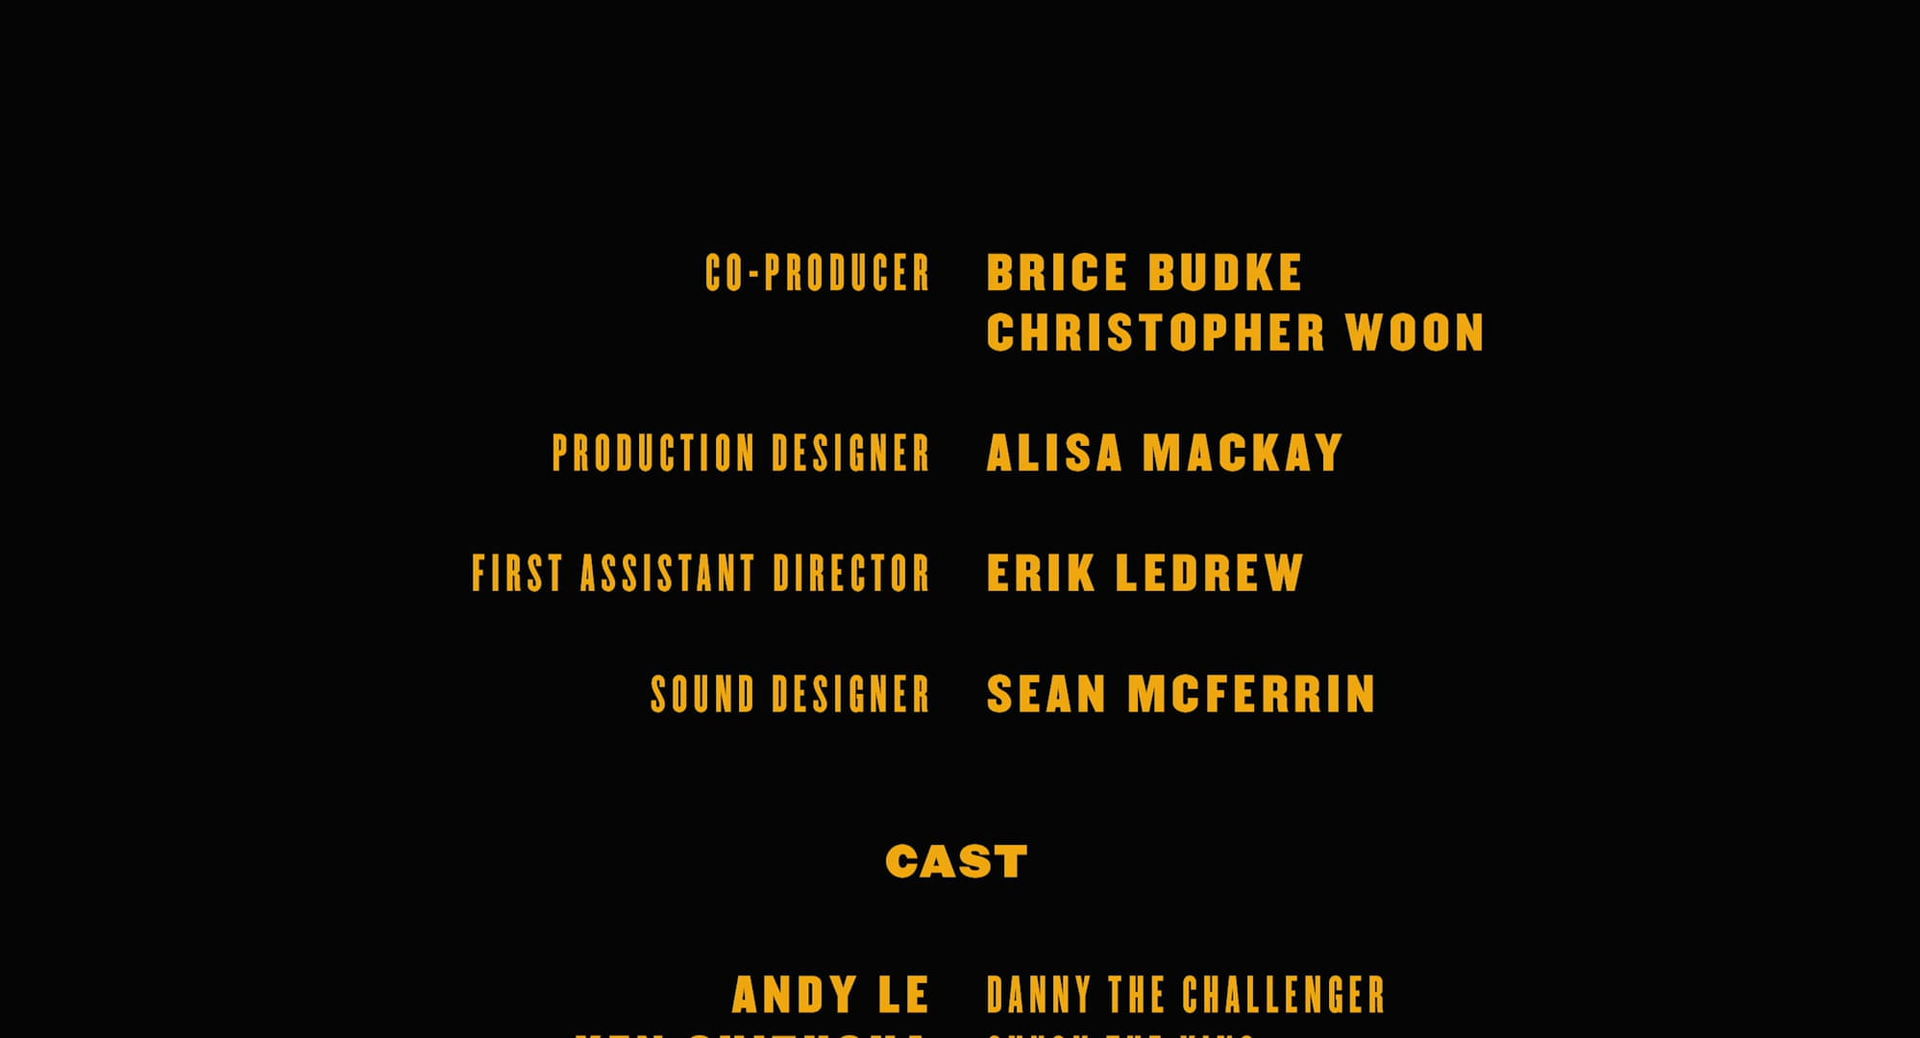 CO-PRODUCER BRICE BUDKE
CHRISTOPHER WOON
PRODUCTION DESIGNER ALISA MACKAY
FIRST ASSISTANT DIRECTOR ERIK LEDREW
SOUND DESIGNER SEAN MCFERRIN
CAST
ANDY LE DANNY THE CHALLENGER